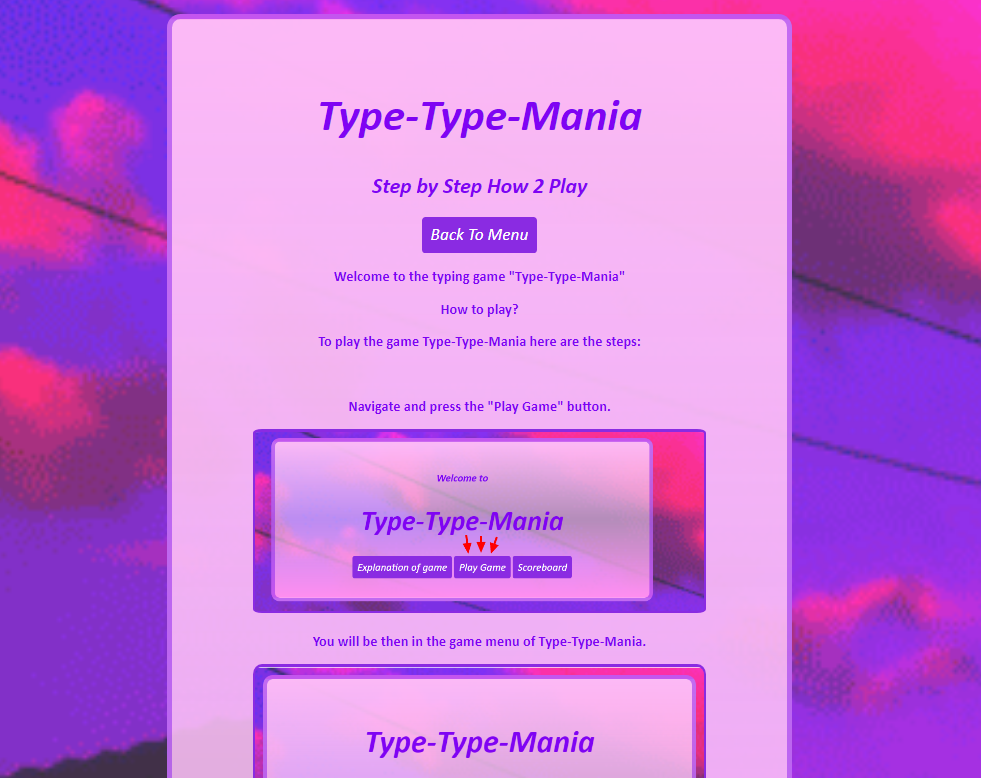 Type-Type-Mania
Step by Step How 2 Play
Back To Menu
Welcome to the typing game "Type-Type-Mania"
How to play?
To play the game Type-Type-Mania here are the steps:
Navigate and press the "Play Game" button.
Welcome to
Type-Type-Mania
Explanation of game Play Game Scoreboard
You will be then in the game menu of Type-Type-Mania.
Type-Type-Mania